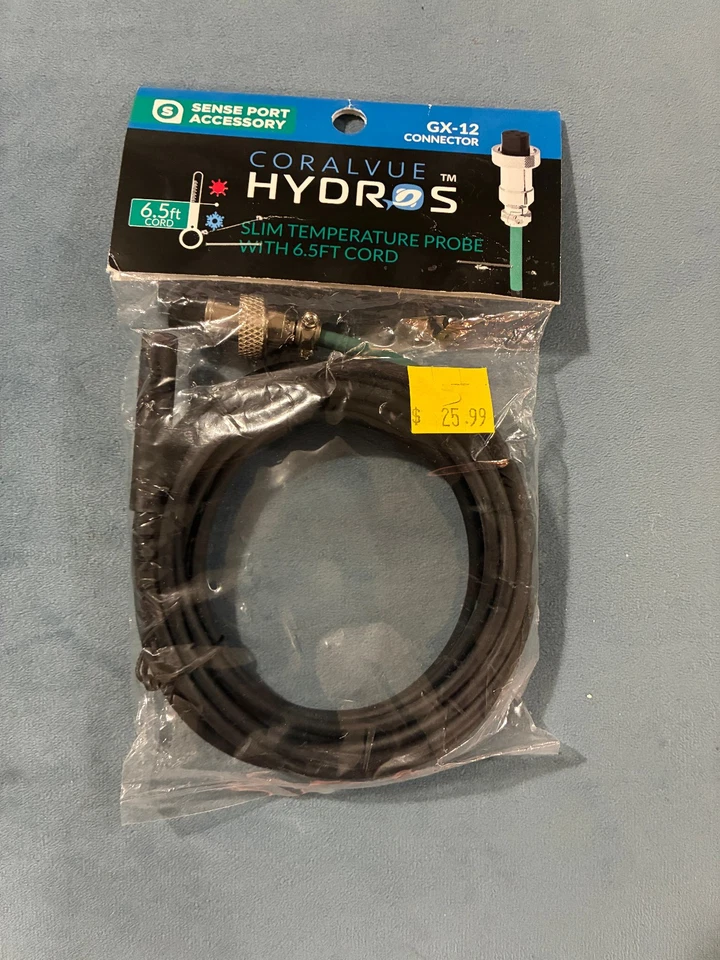 S SENSE PORT
ACCESSORY
GX-12
CONNECTOR
CORALVUE
HYDROS™
6.5ft
CORD
SLIM TEMPERATURE PROBE
WITH 6.5FT CORD
$ 25.99